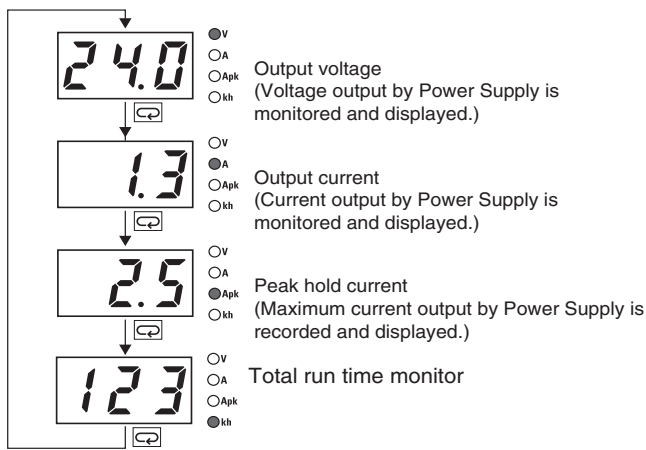 24.0
V
A
Apk
kh
Output voltage
(Voltage output by Power Supply is
monitored and displayed.)
1.3
V
A
Apk
kh
Output current
(Current output by Power Supply is
monitored and displayed.)
2.5
V
A
Apk
kh
Peak hold current
(Maximum current output by Power Supply is
recorded and displayed.)
123
V
A
Apk
kh
Total run time monitor